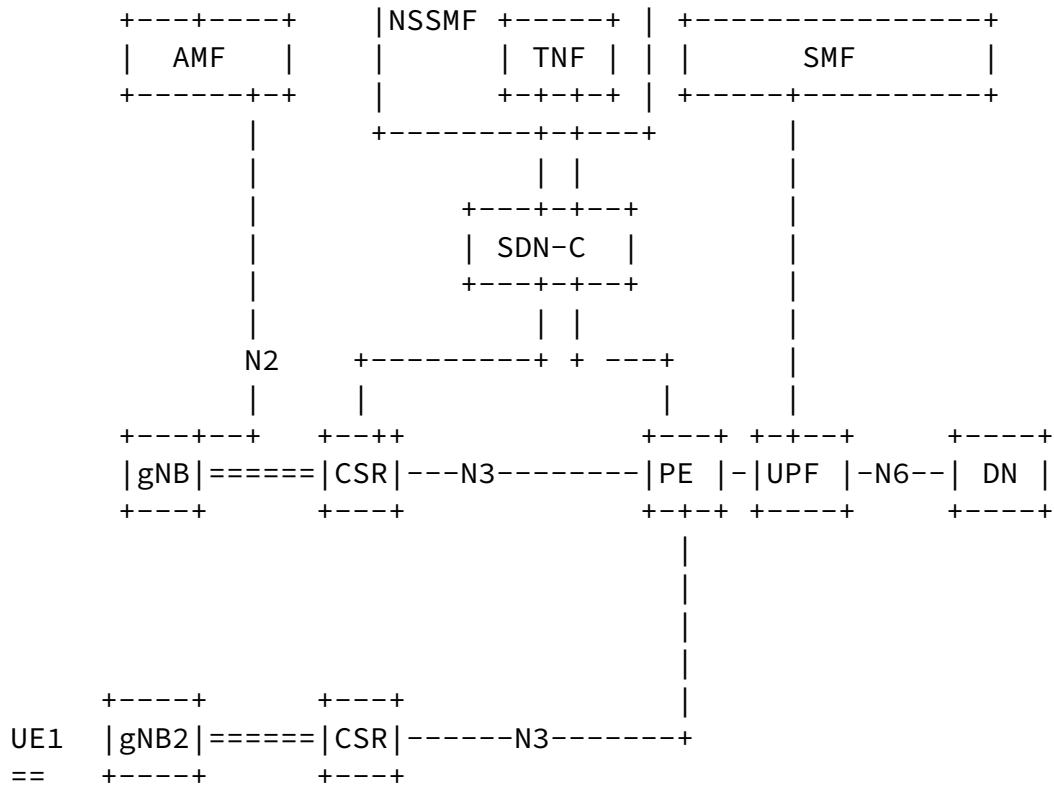 NSSMF
AMF TNF SMF
SDN-C
N2
gNB CSR N3 PE UPF N6 DN
UE1 gNB2 CSR N3
==